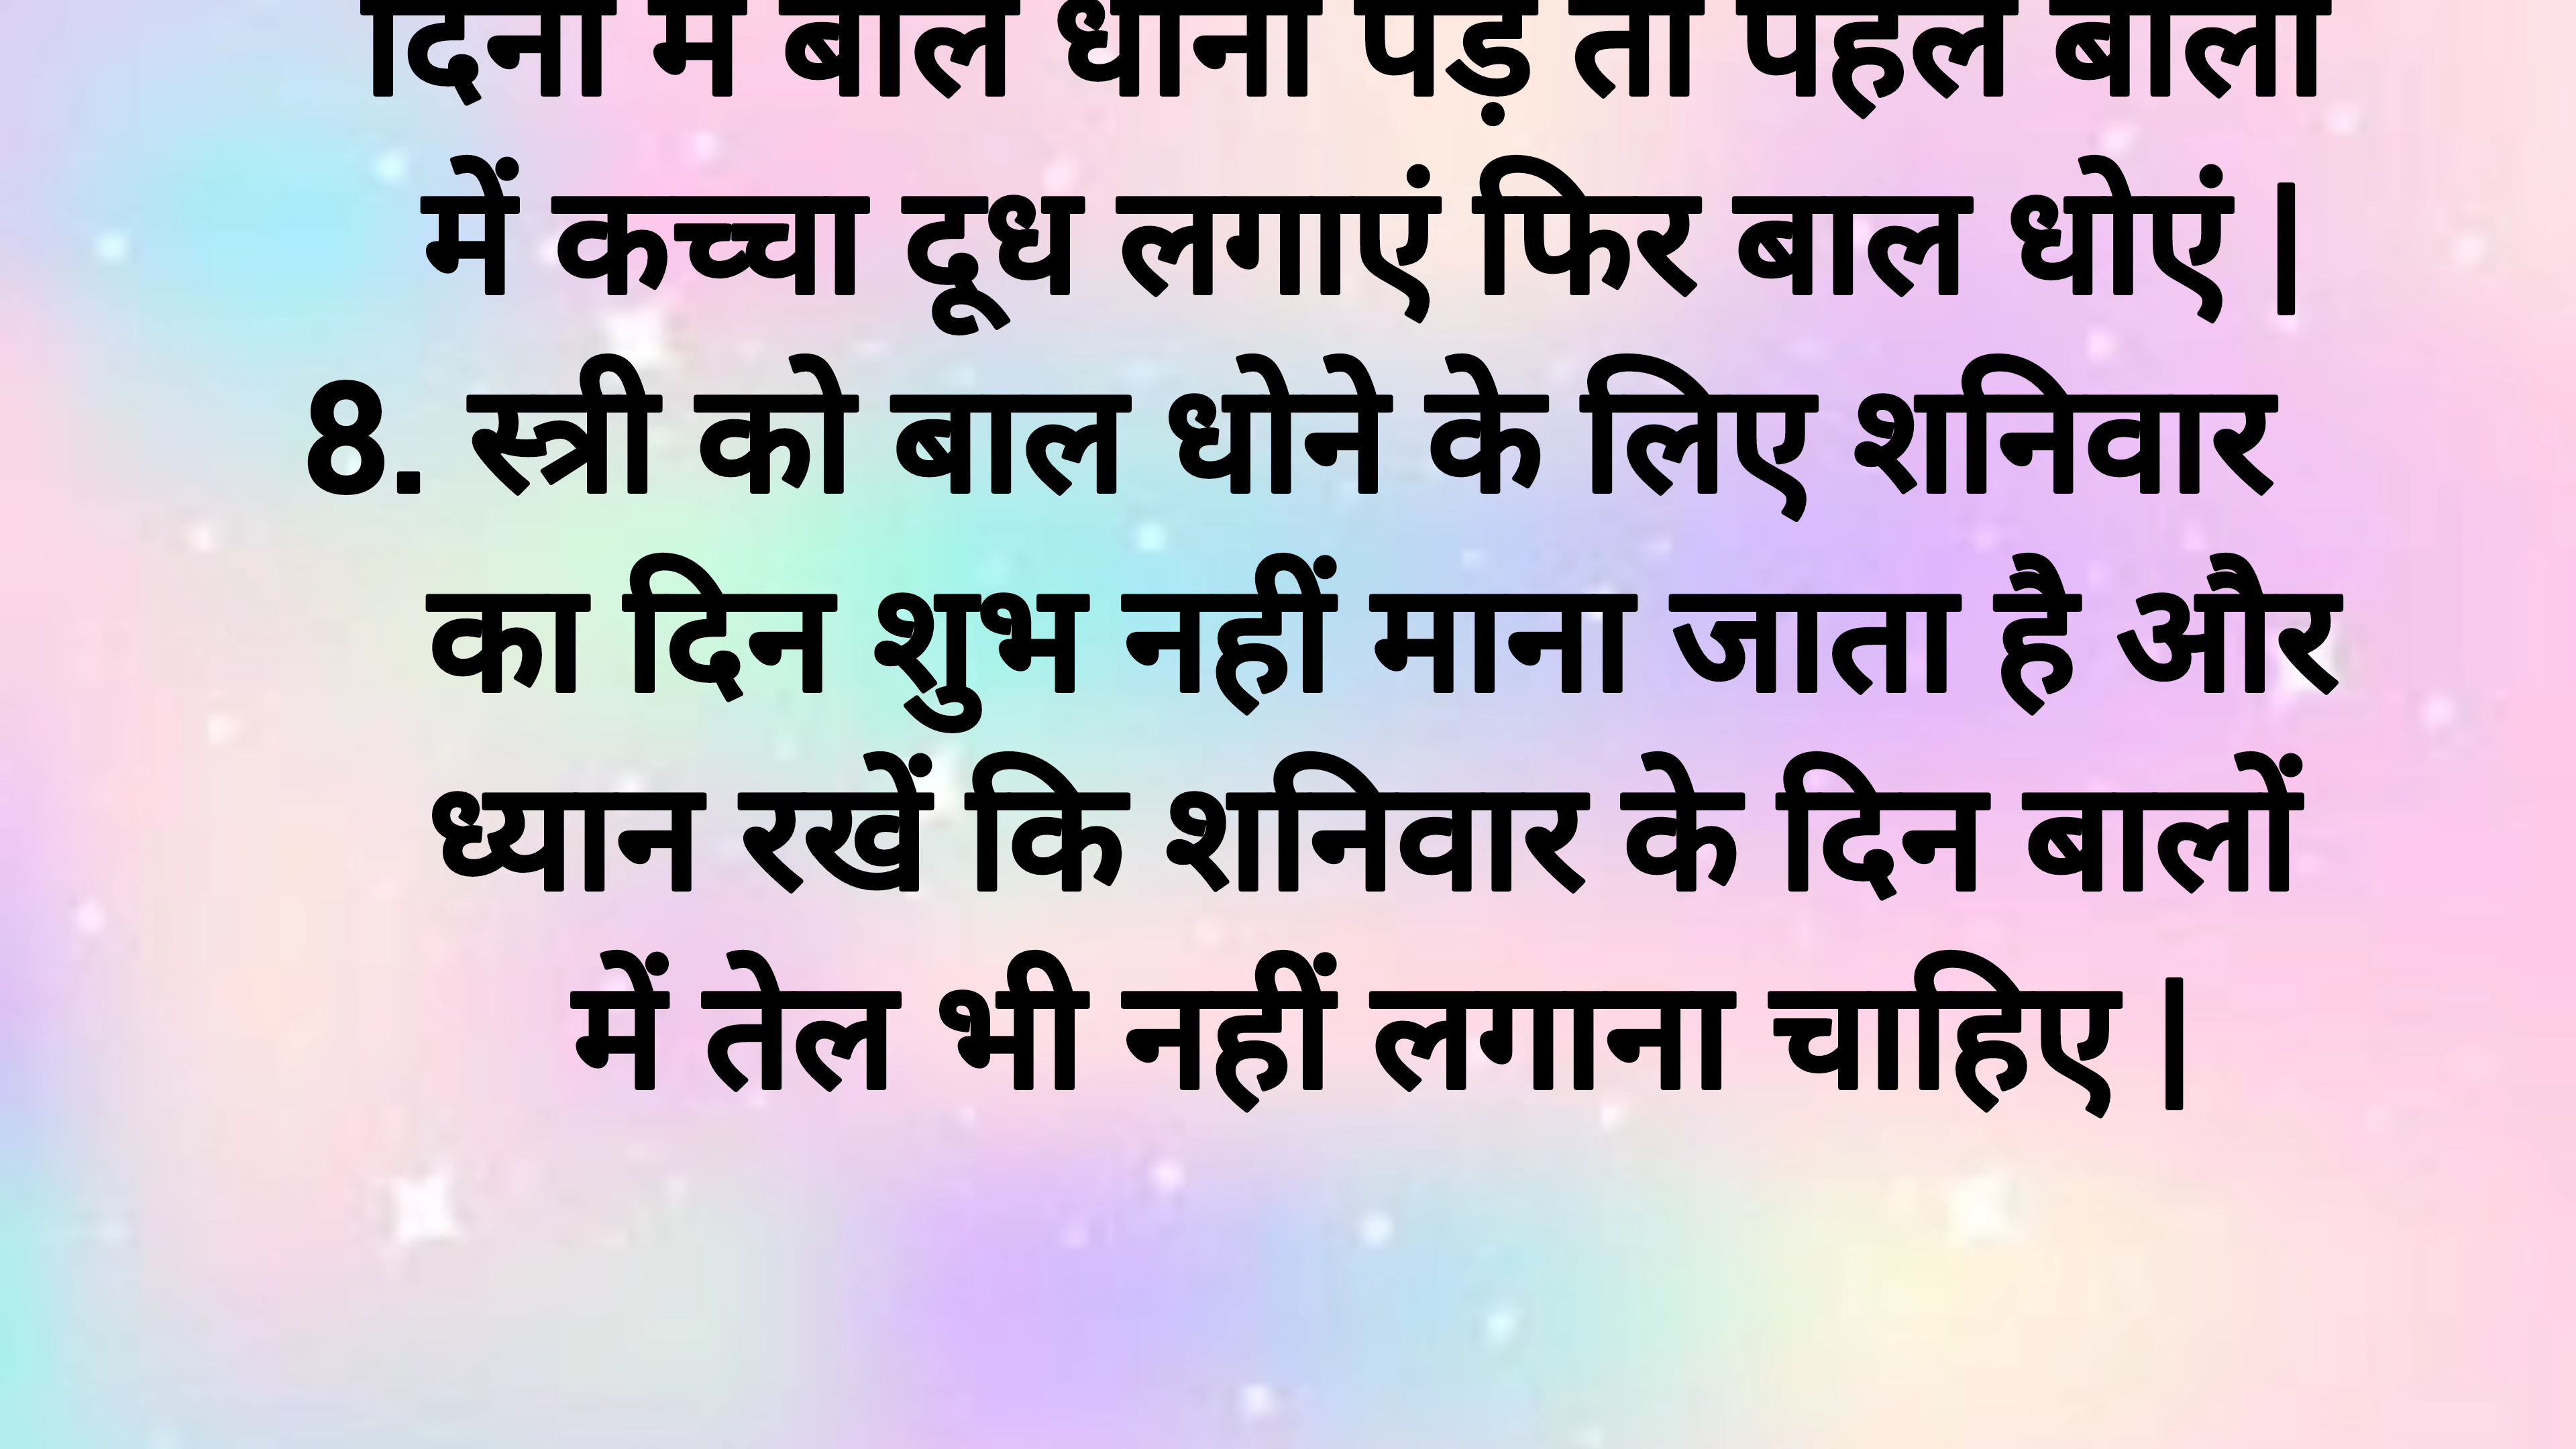 दिनों में बाल धोना पड़े तो पहले बालों
में कच्चा दूध लगाएं फिर बाल धोएं |
8. स्त्री को बाल धोने के लिए शनिवार
का दिन शुभ नहीं माना जाता है और
ध्यान रखें कि शनिवार के दिन बालों
में तेल भी नहीं लगाना चाहिए |